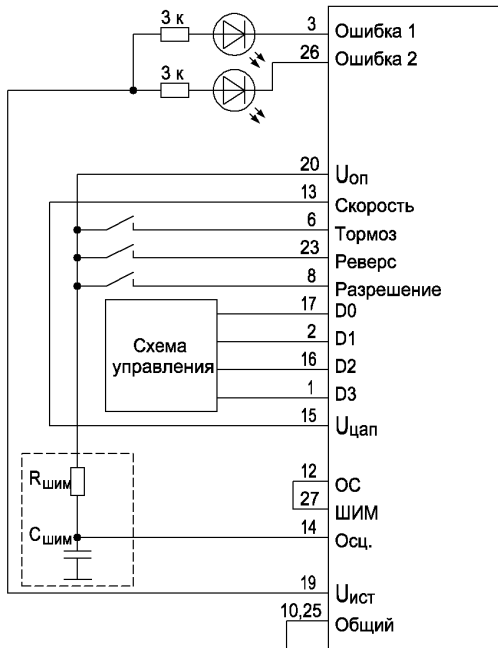 3 к
3
Ошибка 1
26
Ошибка 2
3 к
20
Uоп
13
Скорость
6
Тормоз
23
Реверс
8
Разрешение
17
D0
Схема
управления
2
D1
16
D2
1
D3
15
Uцап
Rшим
12
ОС
27
ШИМ
Cшим
14
Осц.
19
Uист
10,25
Общий